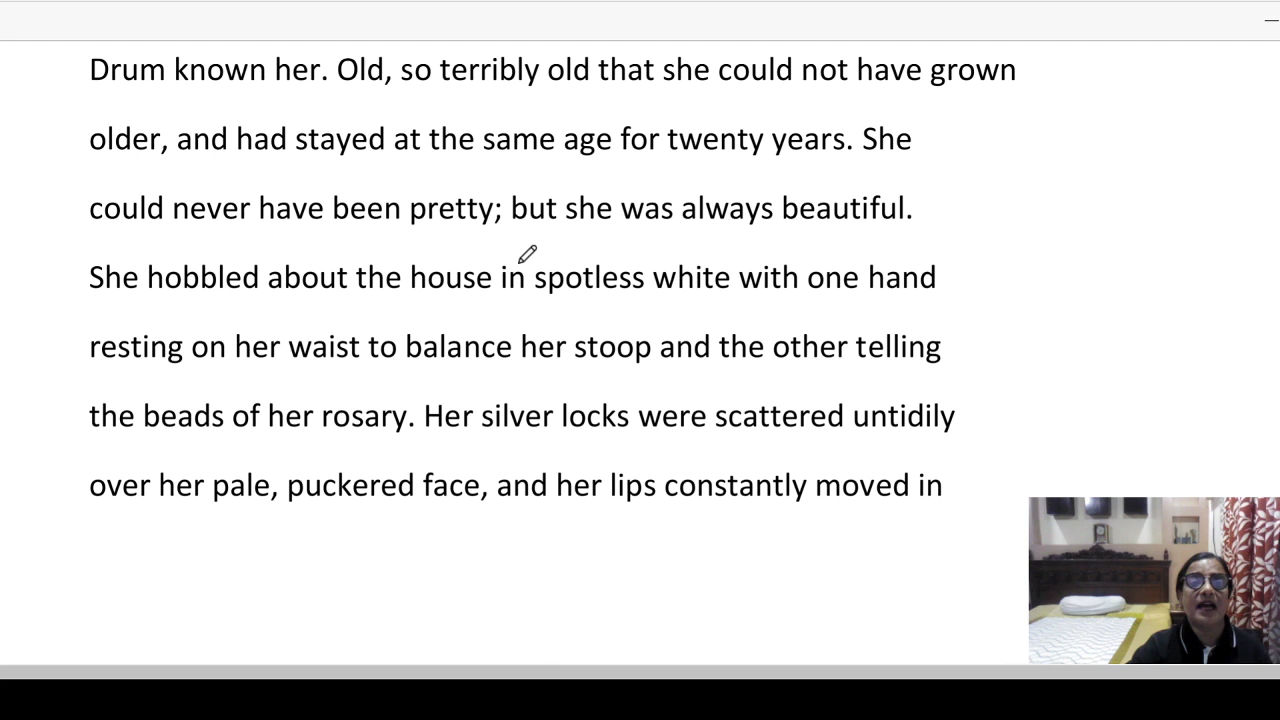 Drum known her. Old, so terribly old that she could not have grown
older, and had stayed at the same age for twenty years. She
could never have been pretty; but she was always beautiful.
She hobbled about the house in spotless white with one hand
resting on her waist to balance her stoop and the other telling
the beads of her rosary. Her silver locks were scattered untidily
over her pale, puckered face, and her lips constantly moved in